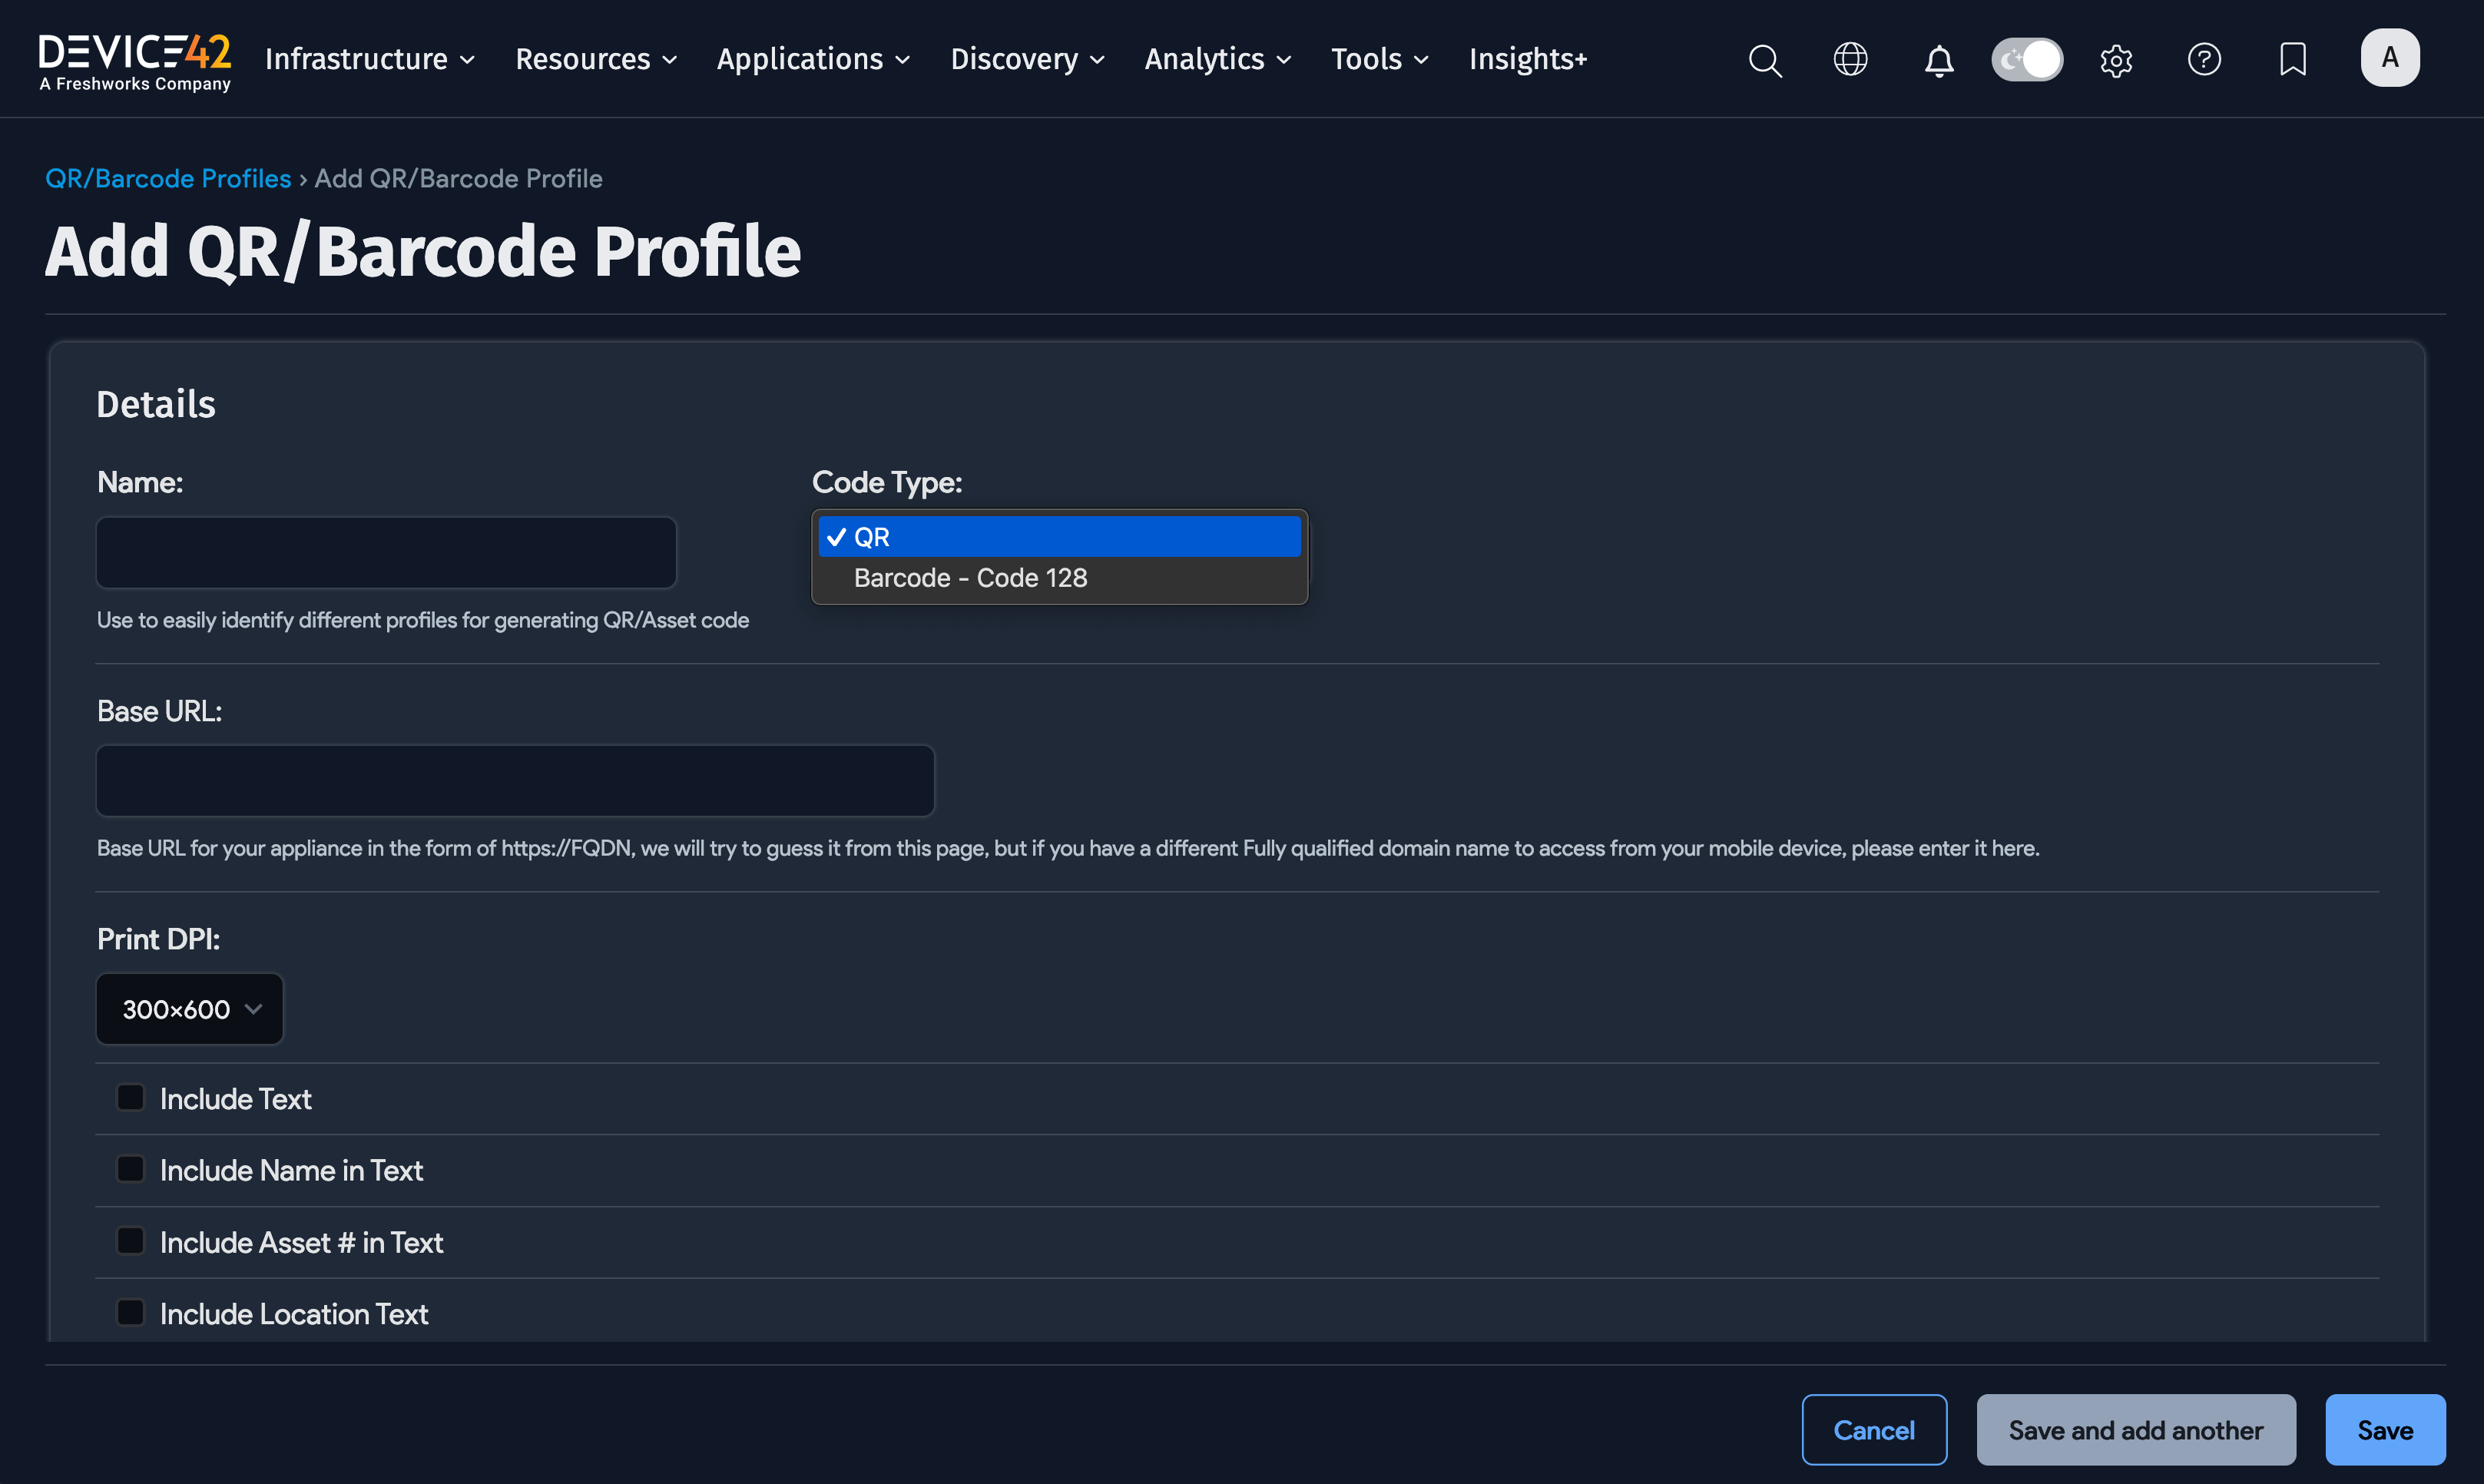 DEVICE42
A Freshworks Company
Infrastructure Resources Applications Discovery Analytics Tools Insights+
A
QR/Barcode Profiles › Add QR/Barcode Profile
Add QR/Barcode Profile
Details
Name: Code Type:
✓ QR
Barcode - Code 128
Use to easily identify different profiles for generating QR/Asset code
Base URL:
Base URL for your appliance in the form of https://FQDN, we will try to guess it from this page, but if you have a different Fully qualified domain name to access from your mobile device, please enter it here.
Print DPI:
300×600
Include Text
Include Name in Text
Include Asset # in Text
Include Location Text
Cancel Save and add another Save